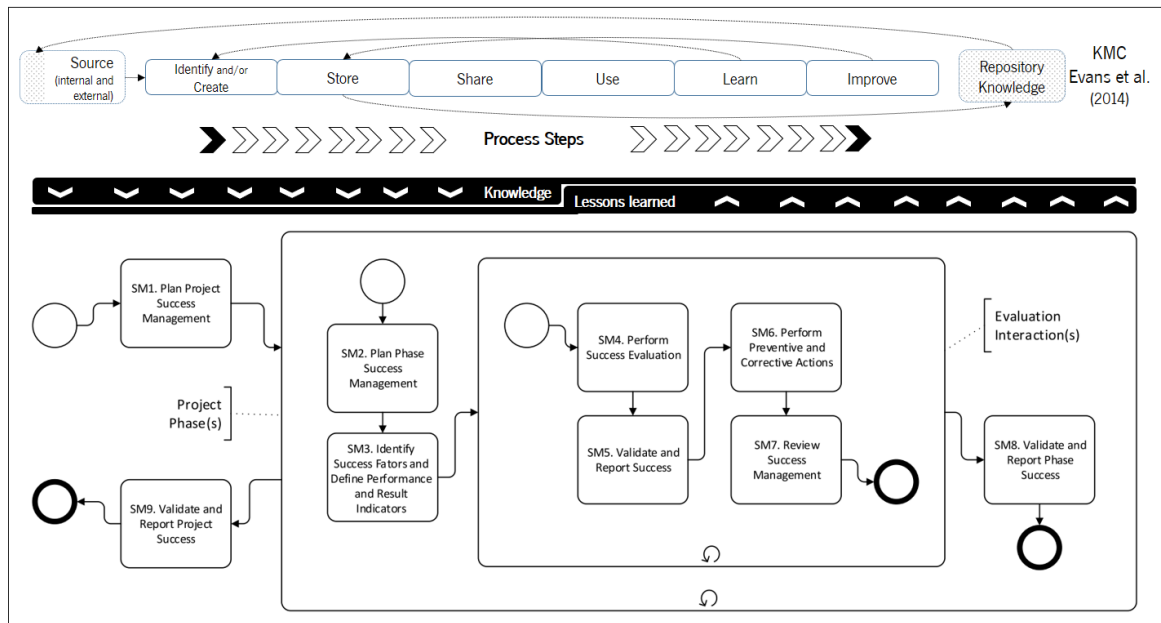 Source
(internal and
external)
Identify and/or
Create
Store
Share
Use
Learn
Improve
Repository
Knowledge
KMC
Evans et al.
(2014)
Process Steps
Knowledge
Lessons learned
SM1. Plan Project
Success
Management
SM2. Plan Phase
Success
Management
SM3. Identify
Success Fators and
Define Performance
and Result
Indicators
SM4. Perform
Success Evaluation
SM5. Validate and
Report Success
SM6. Perform
Preventive and
Corrective Actions
SM7. Review
Success
Management
Evaluation
Interaction(s)
Project
Phase(s)
SM8. Validate and
Report Phase
Success
SM9. Validate and
Report Project
Success